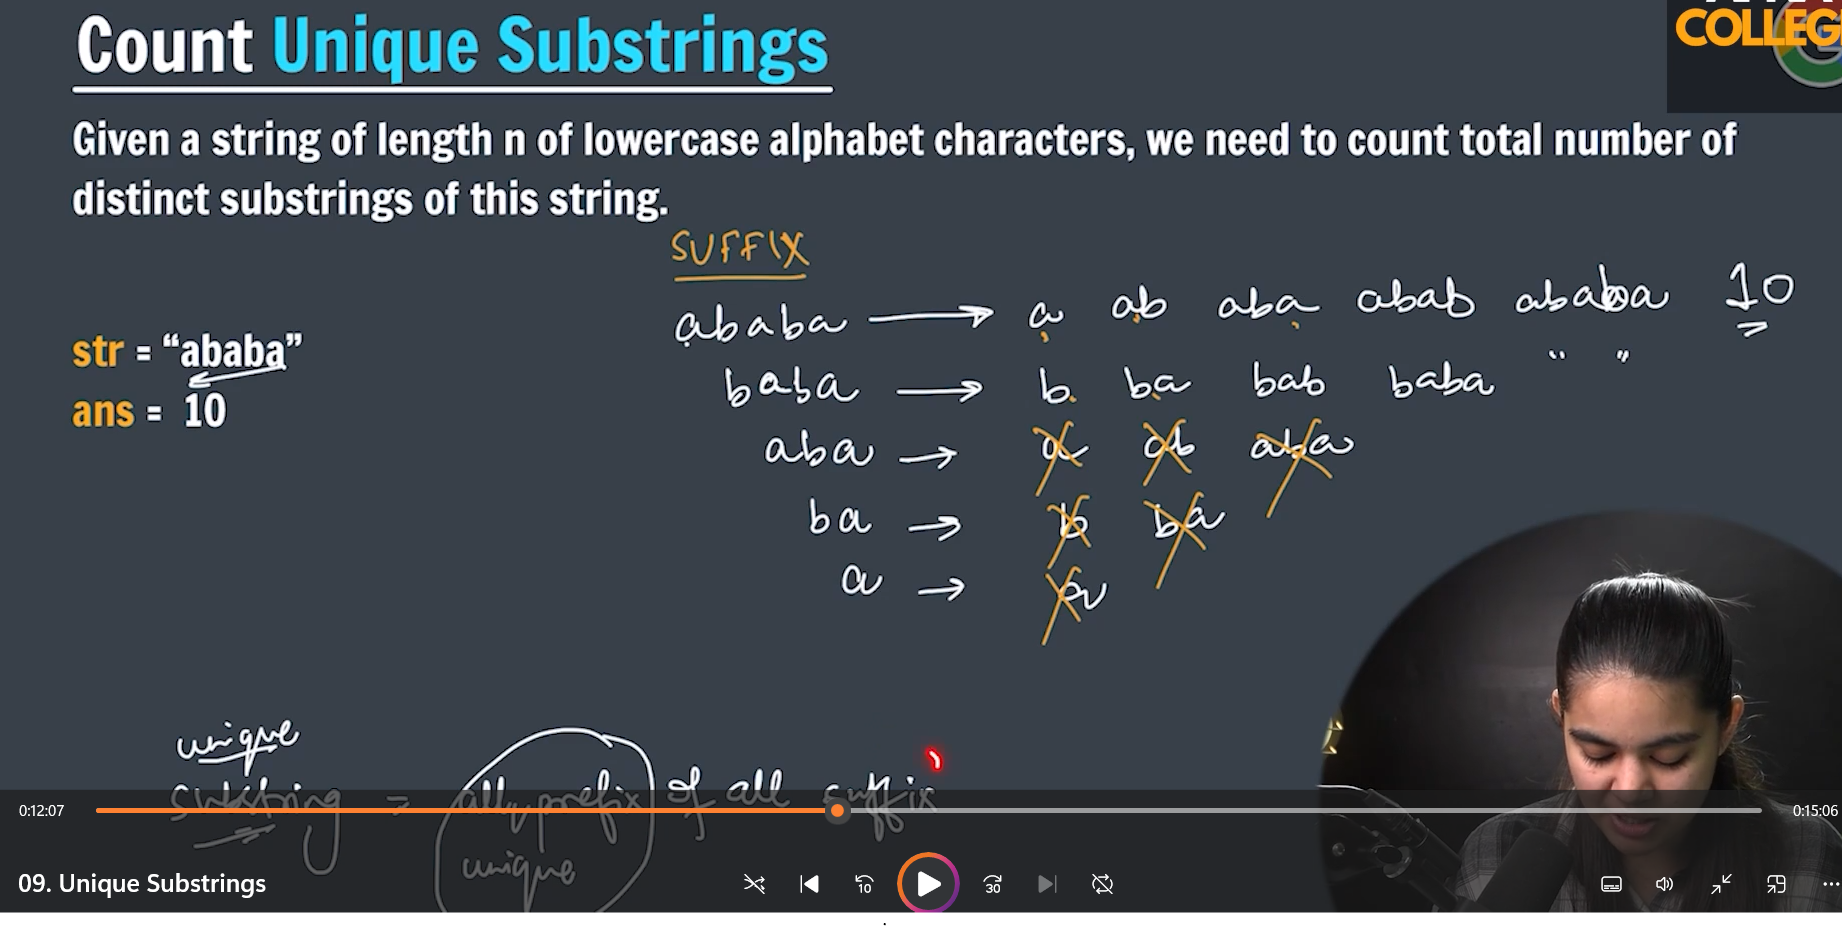 COLLEG
Count Unique Substrings
Given a string of length n of lowercase alphabet characters, we need to count total number of
distinct substrings of this string.
SUFFIX
ababa → a ab aba abab ababa 10
str = "ababa"
" "
baba → b ba bab baba
ans = 10
aba → a ab aba
ba → b ba
a → a
unique
substring = all prefix of all suffix
unique
0:12:07
0:15:06
09. Unique Substrings
10
30